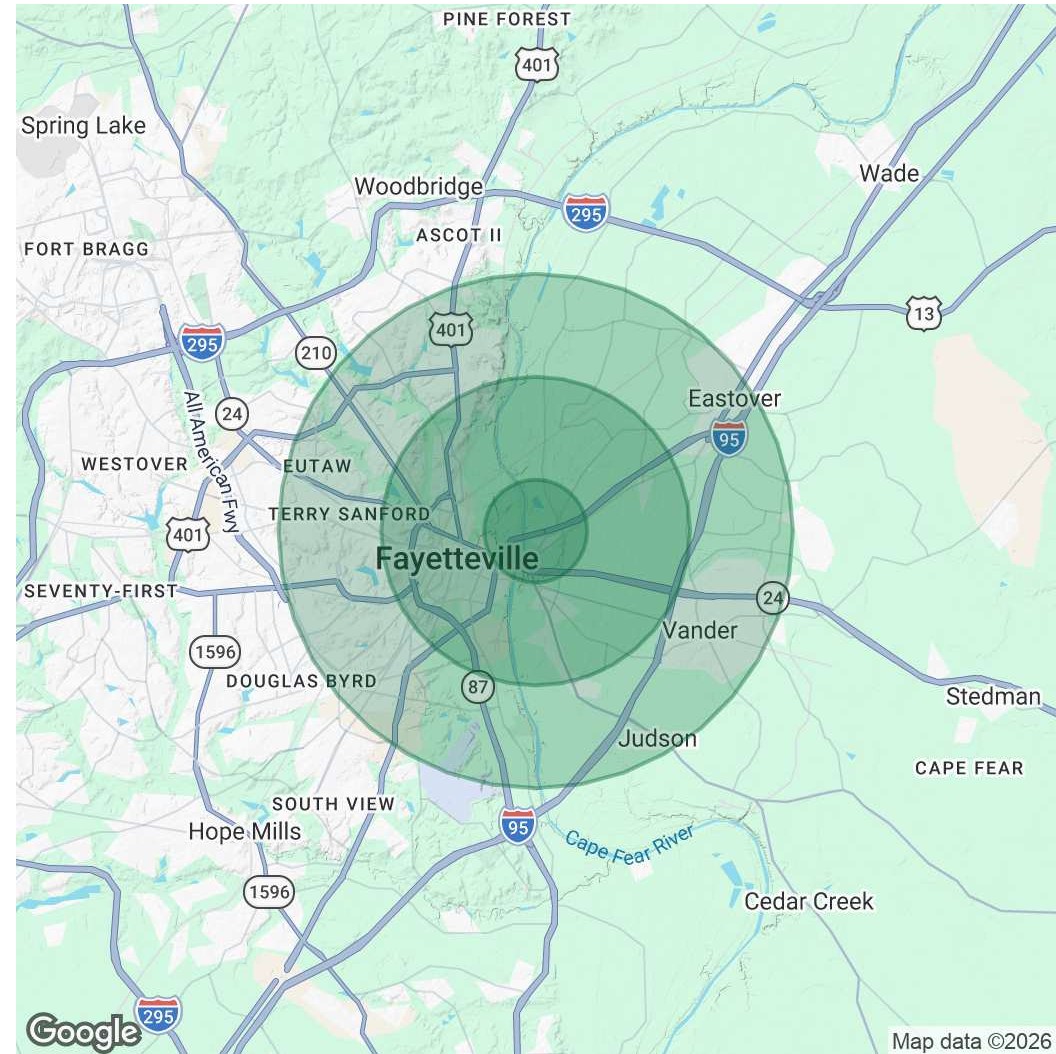 PINE FOREST
401
Spring Lake
Wade
Woodbridge
295
ASCOT II
FORT BRAGG
13
401
295
210
Eastover
24
95
All American Fwy
WESTOVER
EUTAW
TERRY SANFORD
401
Fayetteville
SEVENTY-FIRST
24
Vander
1596
DOUGLAS BYRD
87
Stedman
Judson
CAPE FEAR
SOUTH VIEW
Hope Mills
95
Cape Fear River
1596
Cedar Creek
295
Google
Map data ©2026